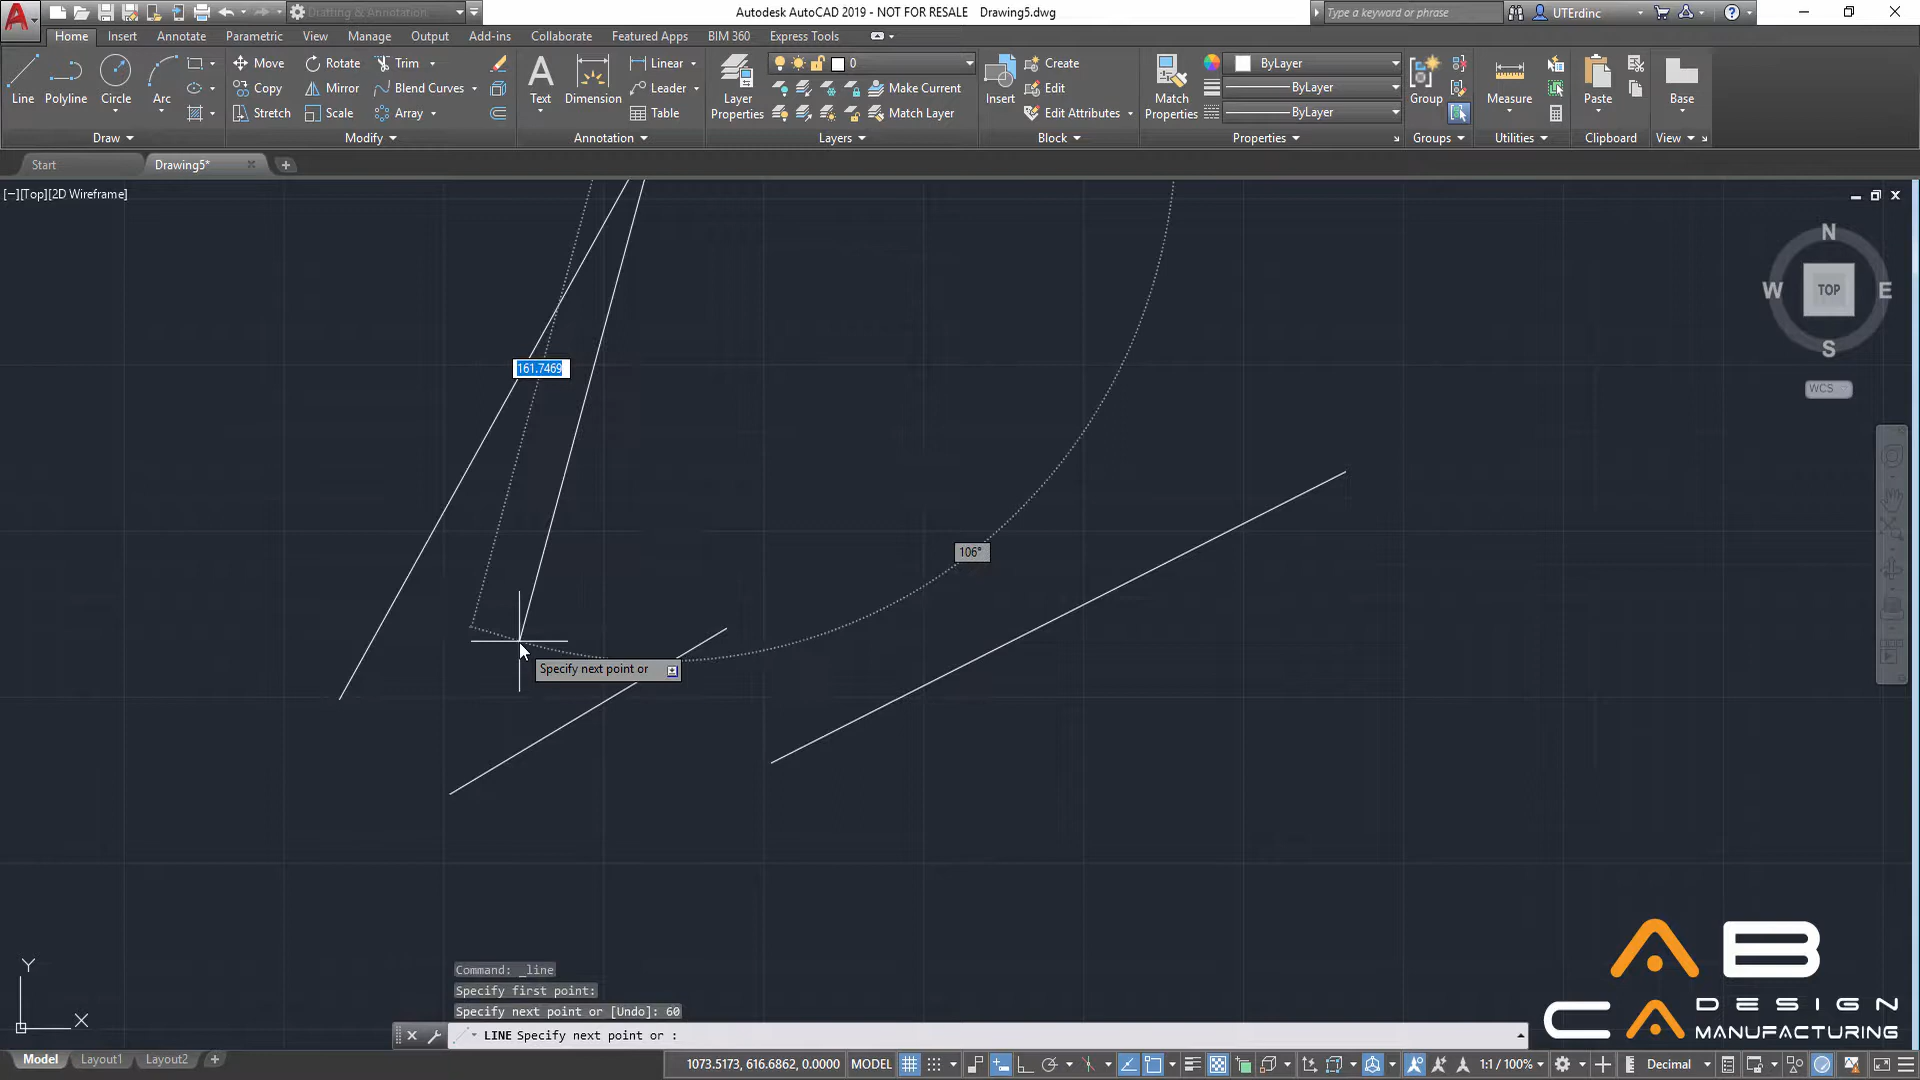 Drafting & Annotation
Autodesk AutoCAD 2019 - NOT FOR RESALE Drawing5.dwg
Type a keyword or phrase
UTErdinc
Home Insert Annotate Parametric View Manage Output Add-ins Collaborate Featured Apps BIM 360 Express Tools
Line Polyline Circle Arc
Move Rotate Trim
Copy Mirror Blend Curves
Stretch Scale Array
Text Dimension
Linear
Leader
Table
Layer Properties
0
Make Current
Match Layer
Insert
Create
Edit
Edit Attributes
Match Properties
ByLayer
ByLayer
ByLayer
Group
Measure
Paste
Base
Draw Modify Annotation Layers Block Properties Groups Utilities Clipboard View
Start Drawing5*
[−][Top][2D Wireframe]
N
W TOP E
S
WCS
161.7469
106°
Specify next point or
Y
X
Command: _line
Specify first point:
Specify next point or [Undo]: 60
LINE Specify next point or :
AB
CA DESIGN
MANUFACTURING
Model Layout1 Layout2
1073.5173, 616.6862, 0.0000 MODEL
1:1 / 100%
Decimal